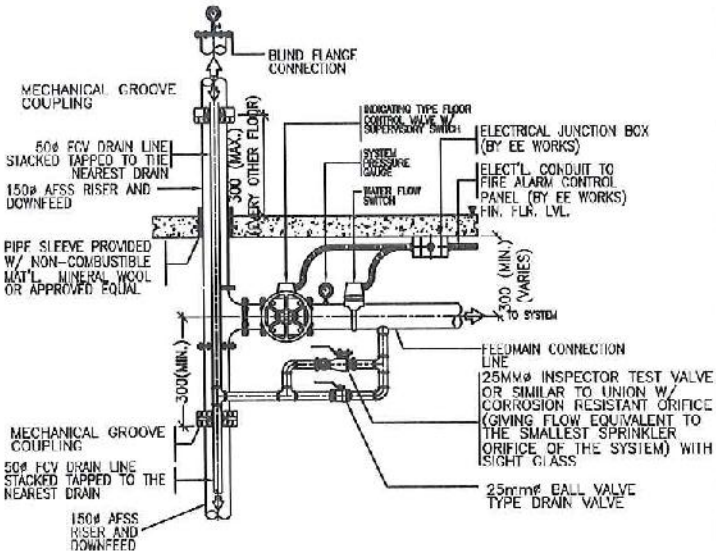 BLIND FLANGE
CONNECTION
MECHANICAL GROOVE
COUPLING
50ø FCV DRAIN LINE
STACKED TAPPED TO THE
NEAREST DRAIN
150ø AFSS RISER AND
DOWNFEED
300 (MAX.)
(EVERY OTHER FLOOR)
INDICATING TYPE FLOOR
CONTROL VALVE W/
SUPERVISORY SWITCH
SYSTEM
PRESSURE
GAUGE
WATER FLOW
SWITCH
ELECTRICAL JUNCTION BOX
(BY EE WORKS)
ELECT'L CONDUIT TO
FIRE ALARM CONTROL
PANEL (BY EE WORKS)
FIN. FLR. LVL.
PIPE SLEEVE PROVIDED
W/ NON-COMBUSTIBLE
MAT'L. MINERAL WOOL
OR APPROVED EQUAL
300 (MIN.)
(VARIES)
TO SYSTEM
300(MIN.)
FEEDMAIN CONNECTION
LINE
25MMø INSPECTOR TEST VALVE
OR SIMILAR TO UNION W/
CORROSION RESISTANT ORIFICE
(GIVING FLOW EQUIVALENT TO
THE SMALLEST SPRINKLER
ORIFICE OF THE SYSTEM) WITH
SIGHT GLASS
MECHANICAL GROOVE
COUPLING
50ø FCV DRAIN LINE
STACKED TAPPED TO THE
NEAREST DRAIN
25mmø BALL VALVE
TYPE DRAIN VALVE
150ø AFSS
RISER AND
DOWNFEED